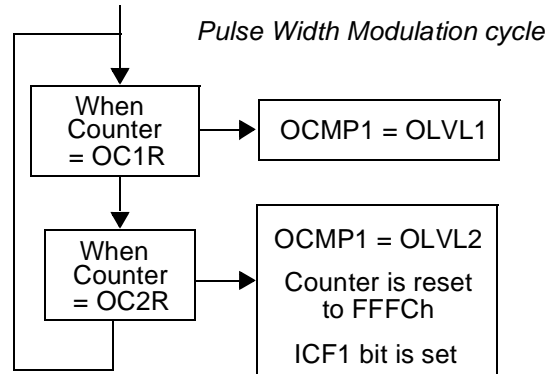 Pulse Width Modulation cycle
When
Counter
= OC1R
OCMP1 = OLVL1
When
Counter
= OC2R
OCMP1 = OLVL2
Counter is reset
to FFFCh
ICF1 bit is set